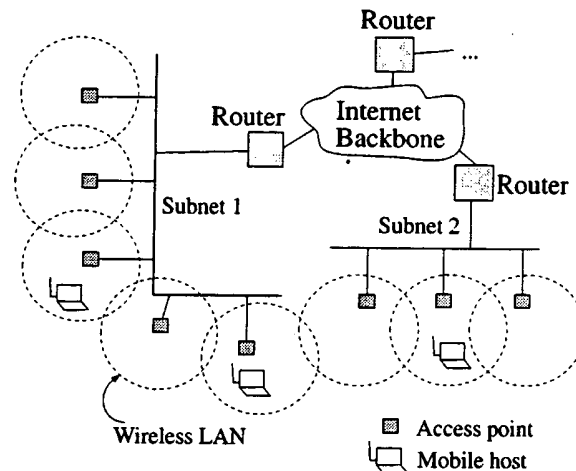 Router
...
Router
Internet
Backbone
Router
Subnet 1
Subnet 2
Wireless LAN
Access point
Mobile host